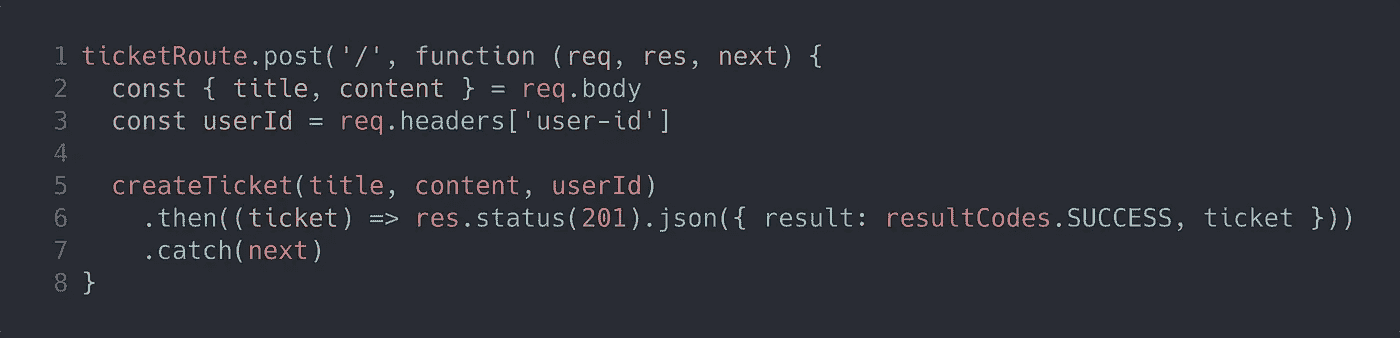 1 ticketRoute.post('/', function (req, res, next) {
2   const { title, content } = req.body
3   const userId = req.headers['user-id']
4
5   createTicket(title, content, userId)
6     .then((ticket) => res.status(201).json({ result: resultCodes.SUCCESS, ticket }))
7     .catch(next)
8 }